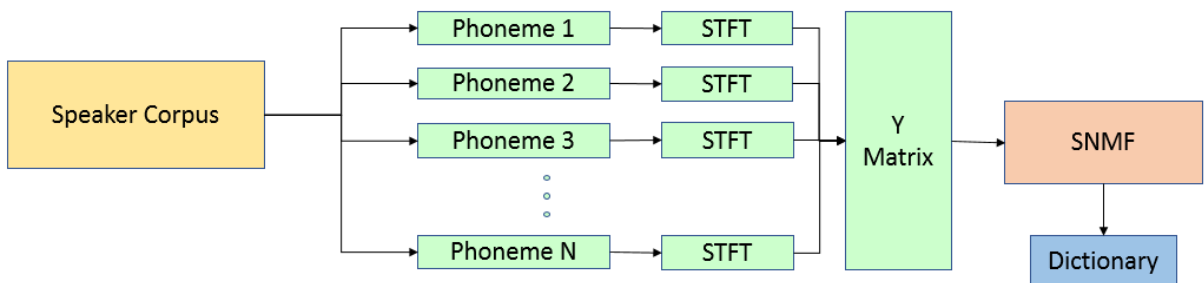 Speaker Corpus
Phoneme 1
STFT
Phoneme 2
STFT
Phoneme 3
STFT
Phoneme N
STFT
Y
Matrix
SNMF
Dictionary